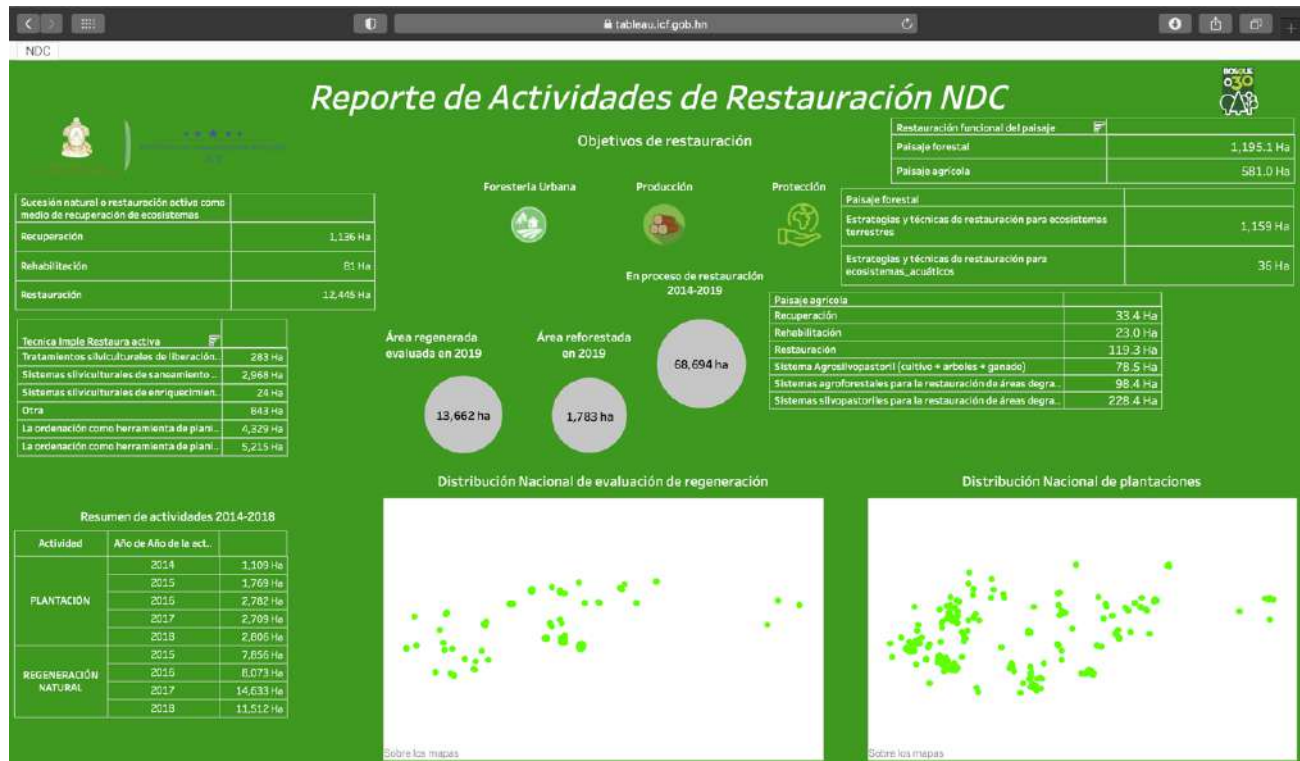 tableau.icf.gob.hn
NDC
Reporte de Actividades de Restauración NDC
BOSQUE
Objetivos de restauración
Forestería Urbana
Producción
Protección
Restauración funcional del paisaje
Paisaje forestal 1,195.1 Ha
Paisaje agrícola 581.0 Ha
Sucesión natural o restauración activa como
medio de recuperación de ecosistemas
Recuperación 1,136 Ha
Rehabilitación 81 Ha
Restauración 12,445 Ha
Paisaje forestal
Estrategias y técnicas de restauración para ecosistemas
terrestres 1,159 Ha
Estrategias y técnicas de restauración para
ecosistemas_acuáticos 36 Ha
En proceso de restauración
2014-2019
68,694 ha
Área regenerada
evaluada en 2019
13,662 ha
Área reforestada
en 2019
1,783 ha
Paisaje agrícola
Recuperación 33.4 Ha
Rehabilitación 23.0 Ha
Restauración 119.3 Ha
Sistema Agrosilvopastoril (cultivo + arboles + ganado) 78.5 Ha
Sistemas agroforestales para la restauración de áreas degra.. 98.4 Ha
Sistemas silvopastoriles para la restauración de áreas degra.. 228.4 Ha
Tecnica Imple Restaura activa
Tratamientos silviculturales de liberación.. 283 Ha
Sistemas silviculturales de saneamiento .. 2,968 Ha
Sistemas silviculturales de enriquecimien.. 24 Ha
Otra 843 Ha
La ordenación como herramienta de plani.. 4,329 Ha
La ordenación como herramienta de plani.. 5,215 Ha
Resumen de actividades 2014-2018
Actividad Año de Año de la act..
PLANTACIÓN
2014 1,109 Ha
2015 1,769 Ha
2016 2,782 Ha
2017 2,709 Ha
2018 2,806 Ha
REGENERACIÓN
NATURAL
2015 7,856 Ha
2016 8,073 Ha
2017 14,633 Ha
2018 11,512 Ha
Distribución Nacional de evaluación de regeneración
Sobre los mapas
Distribución Nacional de plantaciones
Sobre los mapas